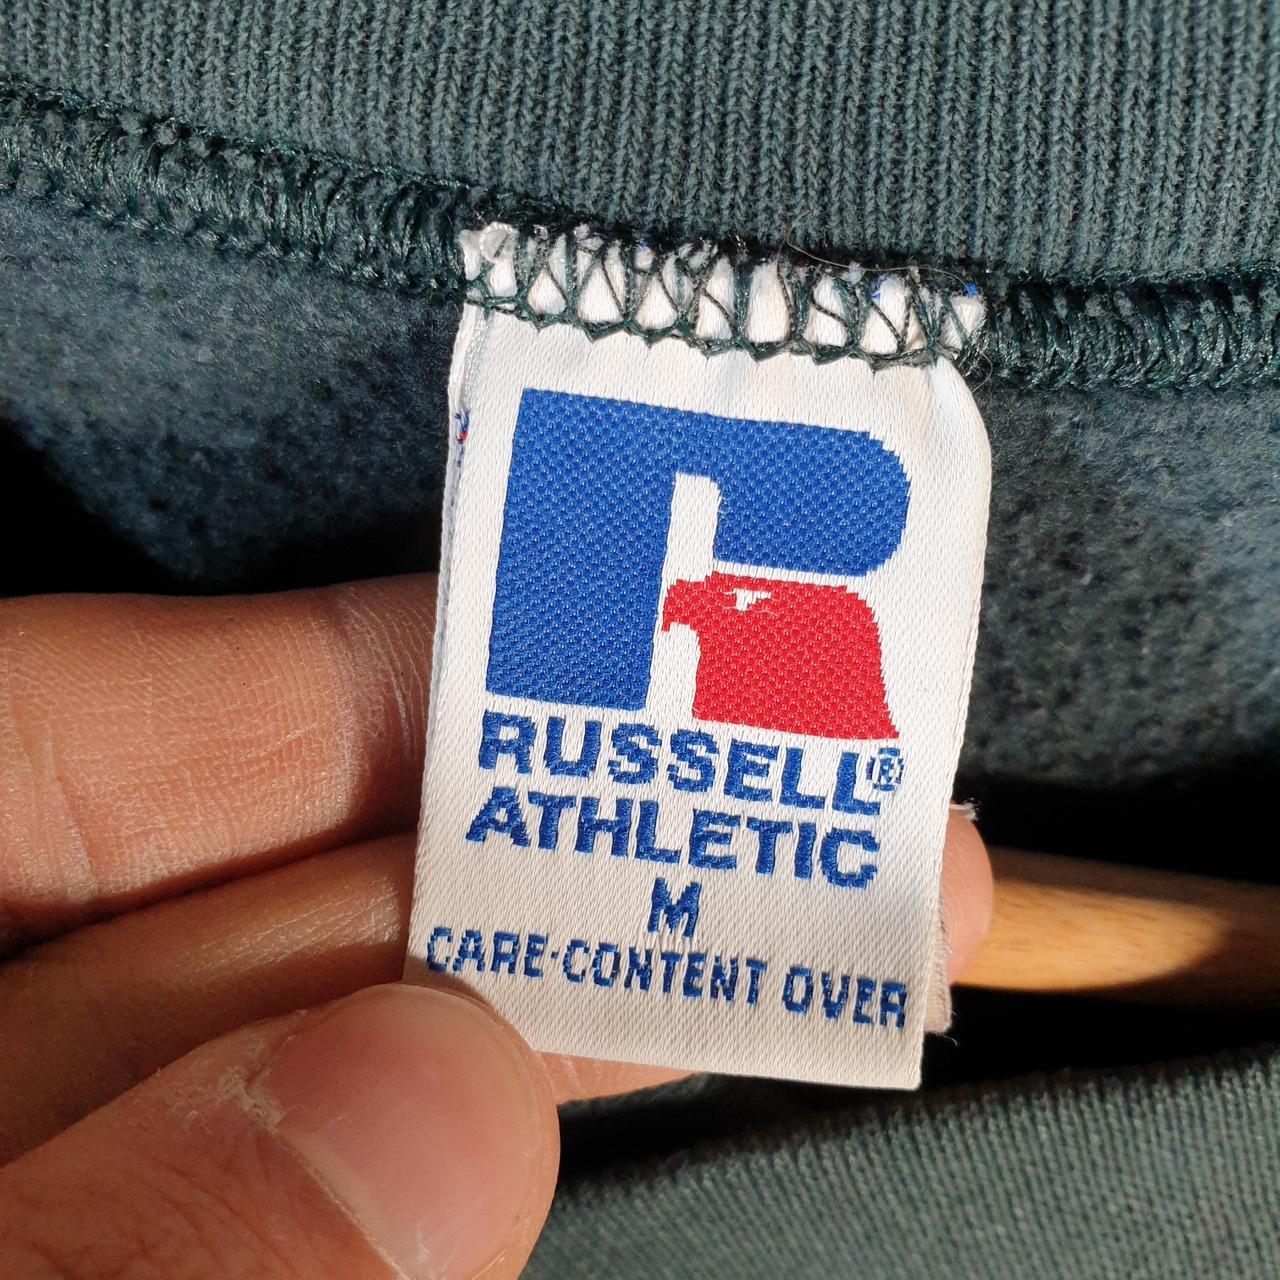 RUSSELL®
ATHLETIC
M
CARE·CONTENT OVER